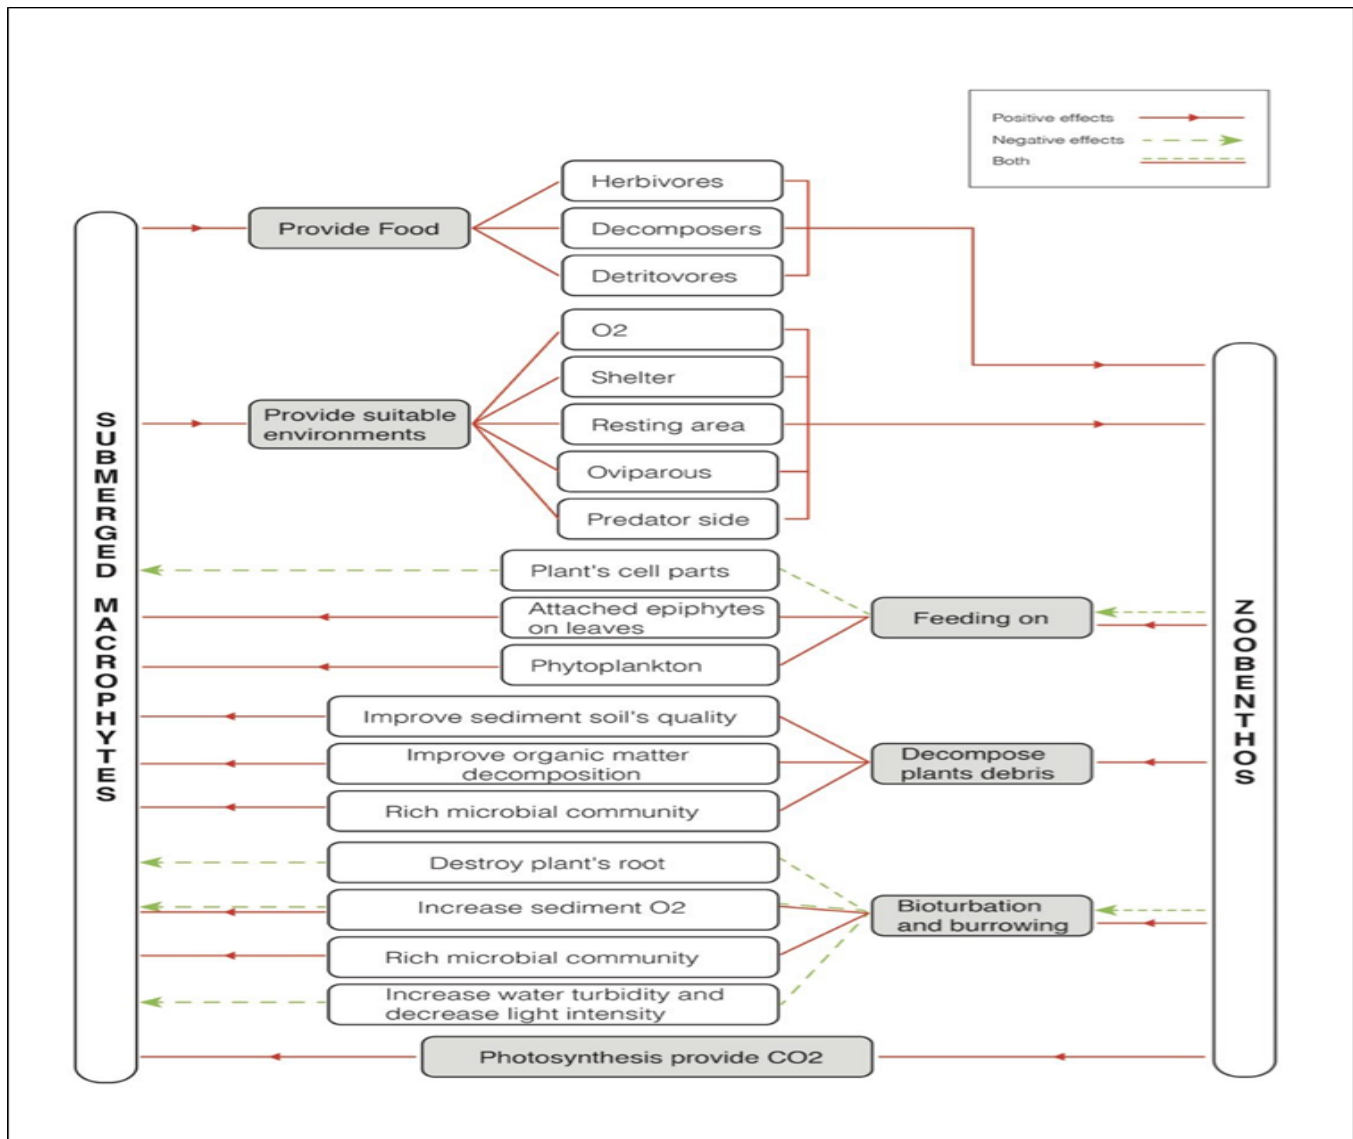 Positive effects
Negative effects
Both
Herbivores
Provide Food
Decomposers
Detritovores
O2
Shelter
Provide suitable
environments
Resting area
Oviparous
Predator side
SUBMERGED MACROPHYTES
ZOOBENTHOS
Plant's cell parts
Attached epiphytes
on leaves
Feeding on
Phytoplankton
Improve sediment soil's quality
Improve organic matter
decomposition
Decompose
plants debris
Rich microbial community
Destroy plant's root
Increase sediment O2
Bioturbation
and burrowing
Rich microbial community
Increase water turbidity and
decrease light intensity
Photosynthesis provide CO2